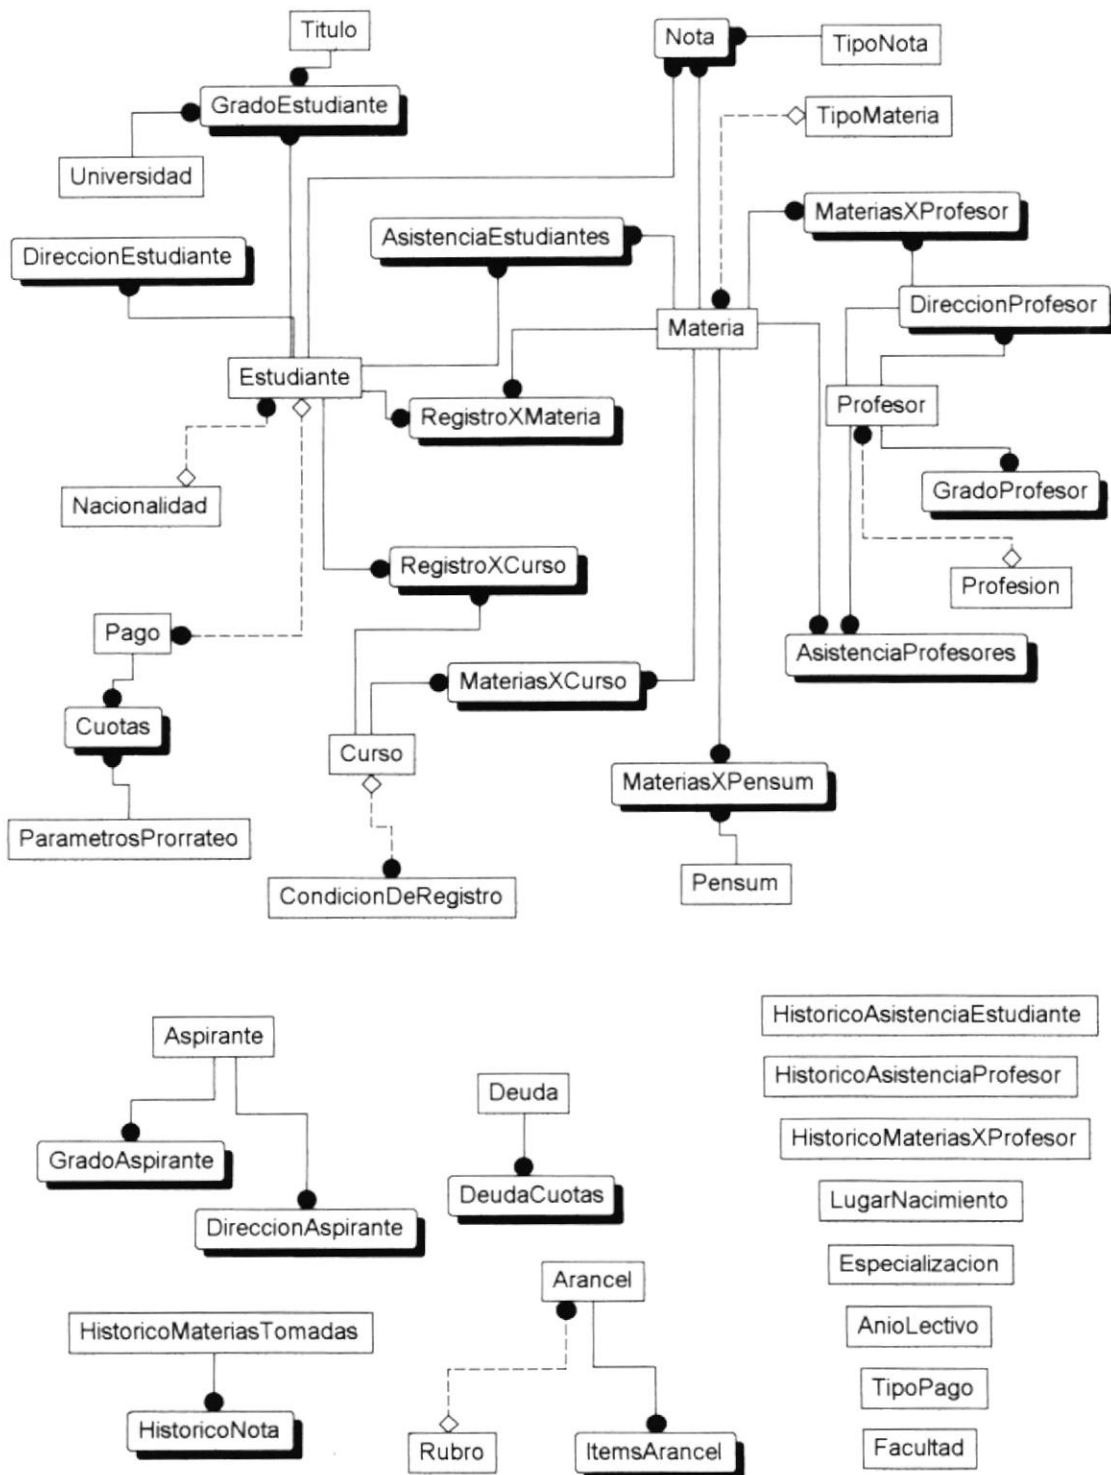 Titulo
Nota
TipoNota
GradoEstudiante
TipoMateria
Universidad
MateriasXProfesor
DireccionEstudiante
AsistenciaEstudiantes
DireccionProfesor
Materia
Estudiante
Profesor
RegistroXMateria
Nacionalidad
GradoProfesor
RegistroXCurso
Profesion
Pago
AsistenciaProfesores
MateriasXCurso
Cuotas
Curso
MateriasXPensum
ParametrosProrrateo
Pensum
CondicionDeRegistro
HistoricoAsistenciaEstudiante
Aspirante
HistoricoAsistenciaProfesor
Deuda
HistoricoMateriasXProfesor
GradoAspirante
DeudaCuotas
LugarNacimiento
DireccionAspirante
Especializacion
Arancel
HistoricoMateriasTomadas
AnioLectivo
TipoPago
HistoricoNota
Rubro
ItemsArancel
Facultad